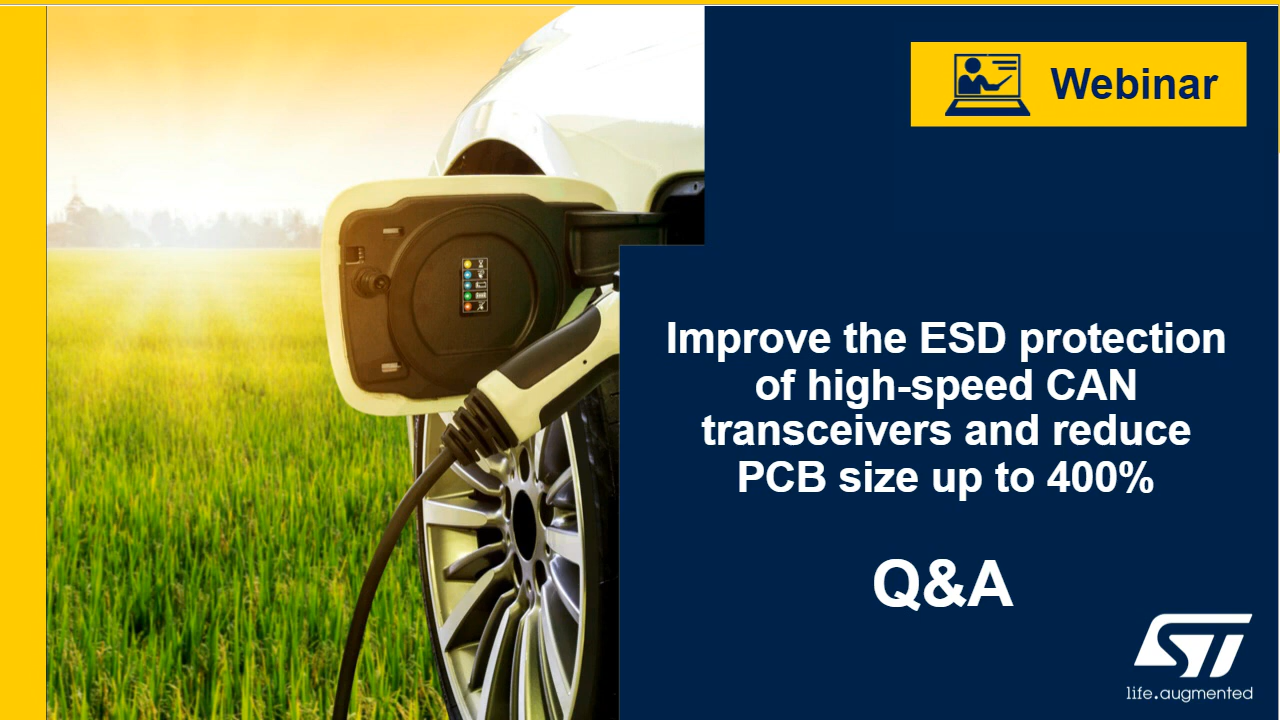 Webinar
Improve the ESD protection
of high-speed CAN
transceivers and reduce
PCB size up to 400%
Q&A
ST
life.augmented